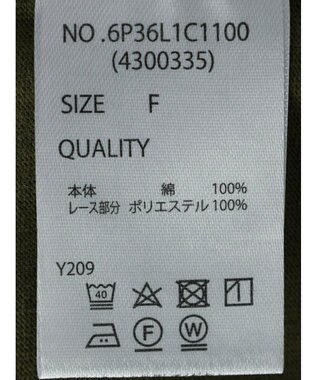 NO .6P36L1C1100
(4300335)
SIZE F
QUALITY
本体 綿 100%
レース部分 ポリエステル 100%
Y209
40
F W